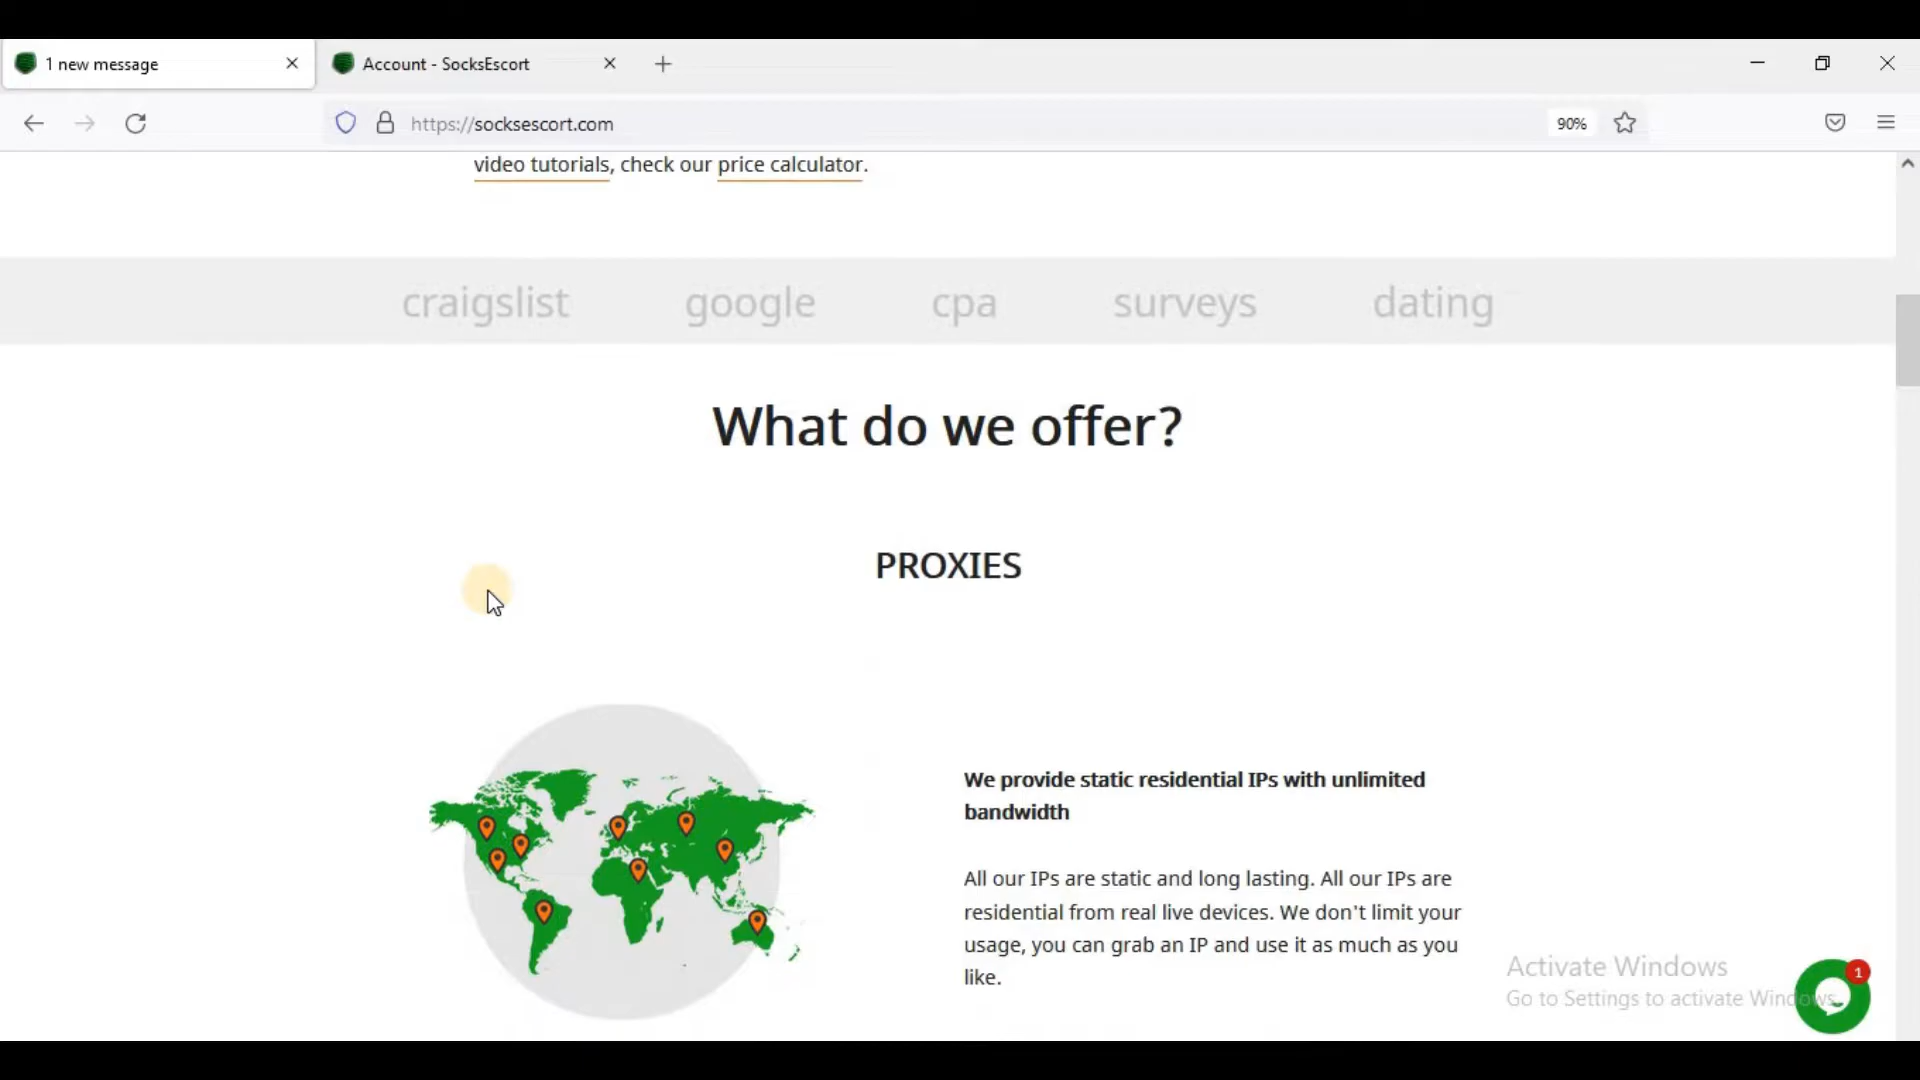 1 new message
Account - SocksEscort
https://socksescort.com
90%
video tutorials, check our price calculator.
craigslist google cpa surveys dating
What do we offer?
PROXIES
We provide static residential IPs with unlimited
bandwidth
All our IPs are static and long lasting. All our IPs are
residential from real live devices. We don't limit your
usage, you can grab an IP and use it as much as you
like.
Activate Windows
Go to Settings to activate Windows.
1